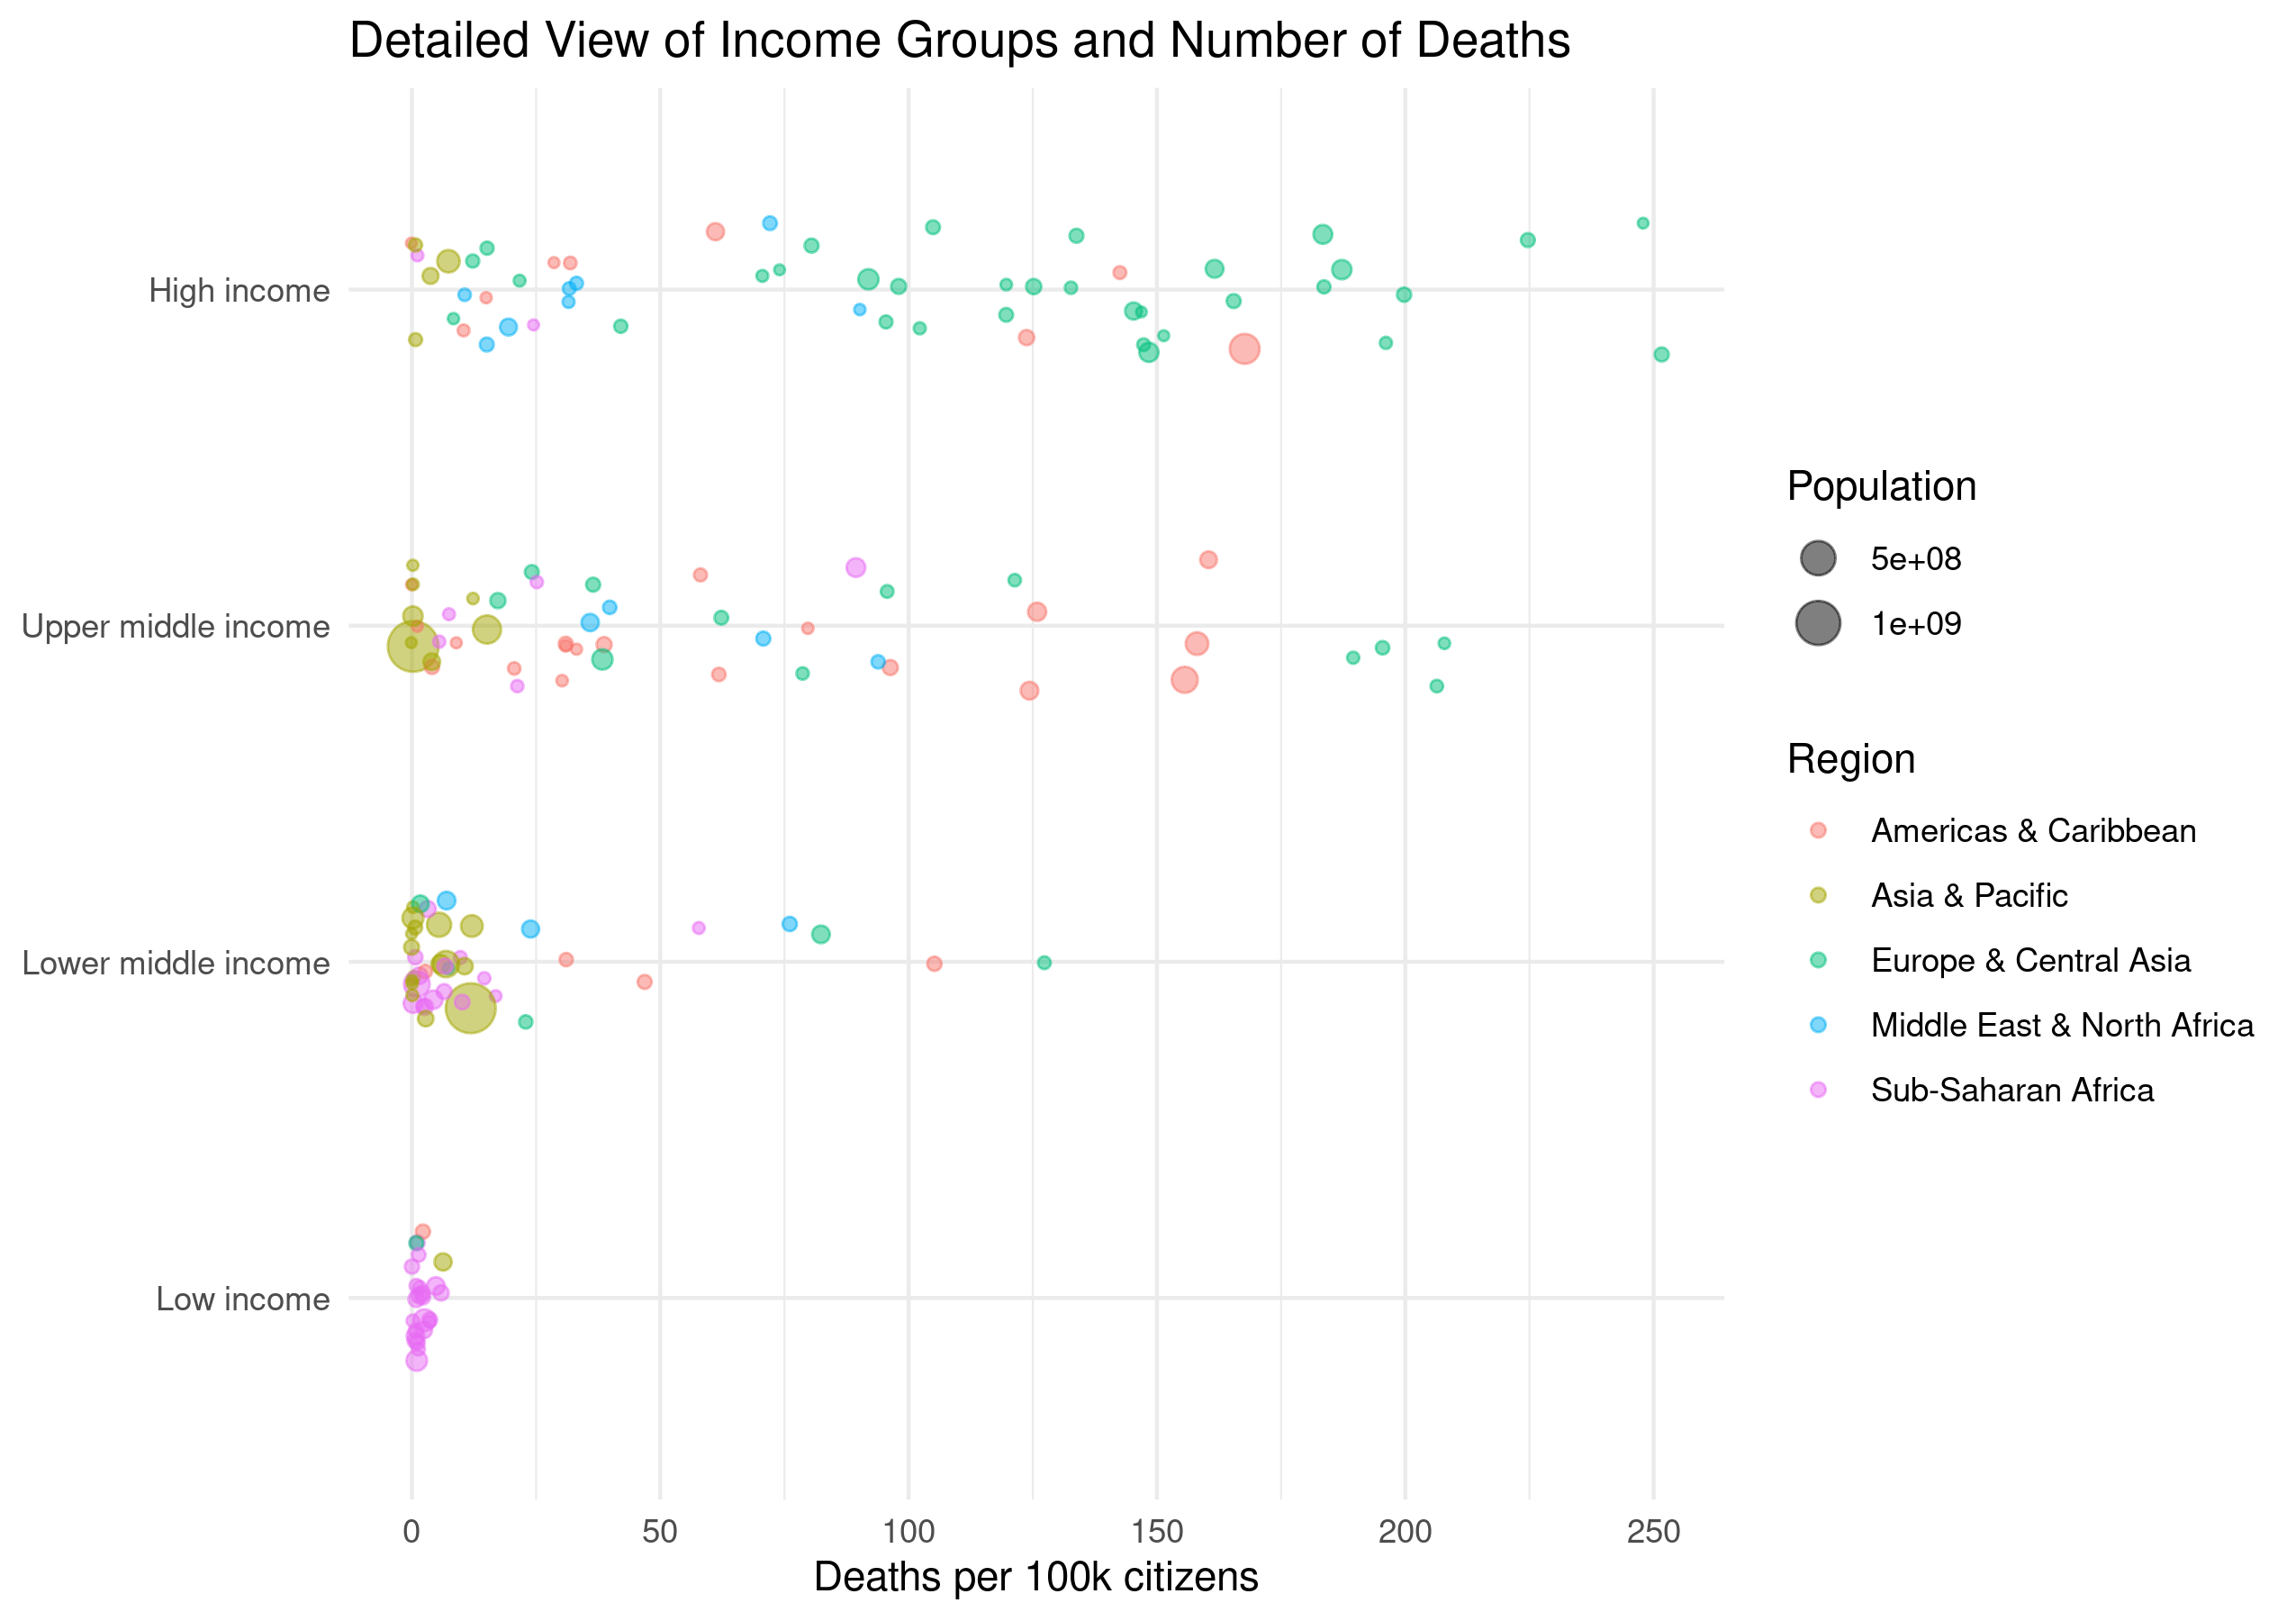 Detailed View of Income Groups and Number of Deaths
High income
Upper middle income
Lower middle income
Low income
0 50 100 150 200 250
Deaths per 100k citizens
Population
5e+08
1e+09
Region
Americas & Caribbean
Asia & Pacific
Europe & Central Asia
Middle East & North Africa
Sub-Saharan Africa